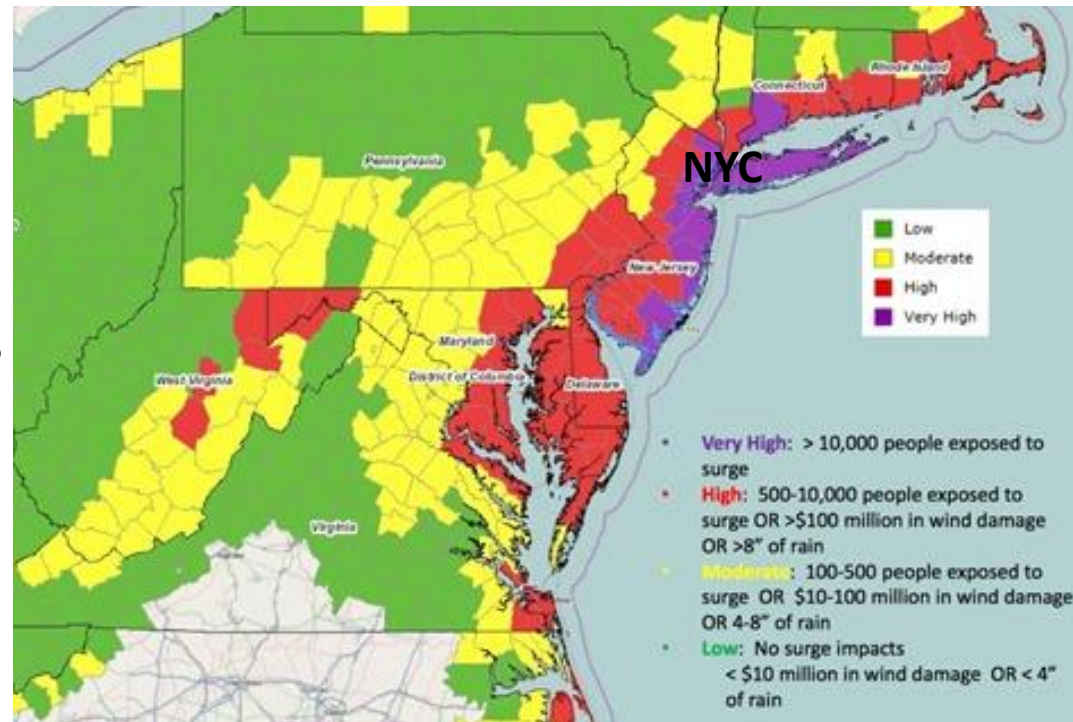 Rhode Island
Connecticut
NYC
Pennsylvania
New Jersey
Maryland
District of Columbia
Delaware
West Virginia
Virginia
Low
Moderate
High
Very High
• Very High: > 10,000 people exposed to
surge
• High: 500-10,000 people exposed to
surge OR >$100 million in wind damage
OR >8” of rain
• Moderate: 100-500 people exposed to
surge OR $10-100 million in wind damage
OR 4-8” of rain
• Low: No surge impacts
< $10 million in wind damage OR < 4”
of rain